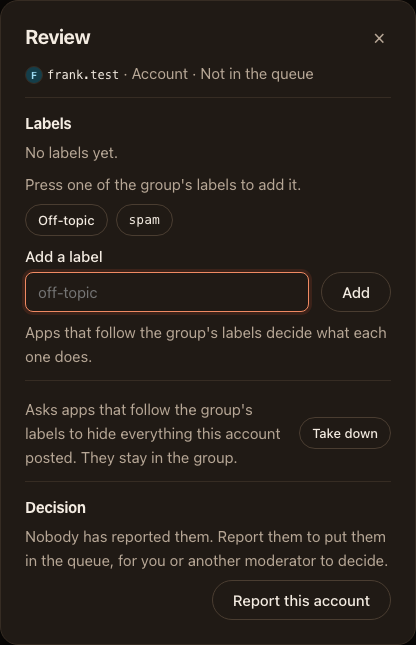 Review
×
F frank.test · Account · Not in the queue
Labels
No labels yet.
Press one of the group's labels to add it.
Off-topic spam
Add a label
off-topic Add
Apps that follow the group's labels decide what each
one does.
Asks apps that follow the group's
labels to hide everything this account
posted. They stay in the group.
Take down
Decision
Nobody has reported them. Report them to put them
in the queue, for you or another moderator to decide.
Report this account